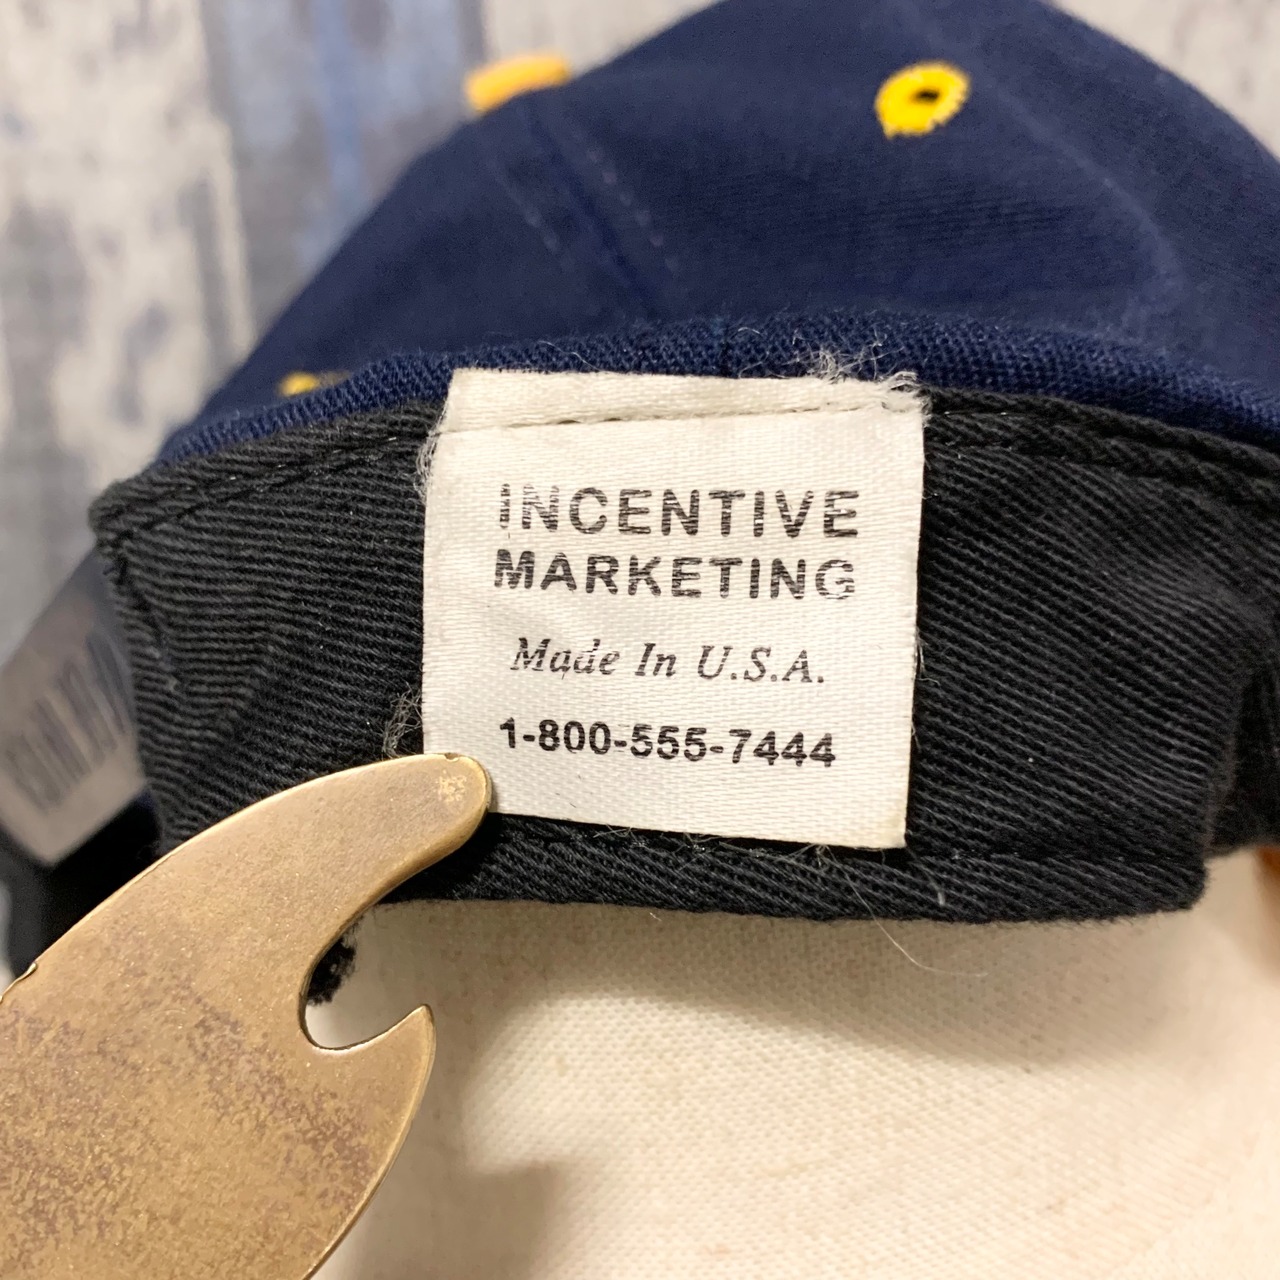 INCENTIVE
MARKETING
Made In U.S.A.
1-800-555-7444